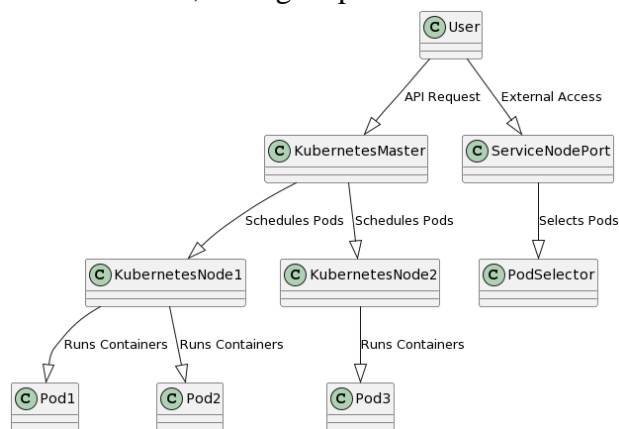 C User
API Request External Access
C KubernetesMaster C ServiceNodePort
Schedules Pods Schedules Pods Selects Pods
C KubernetesNode1 C KubernetesNode2 C PodSelector
Runs Containers Runs Containers Runs Containers
C Pod1 C Pod2 C Pod3